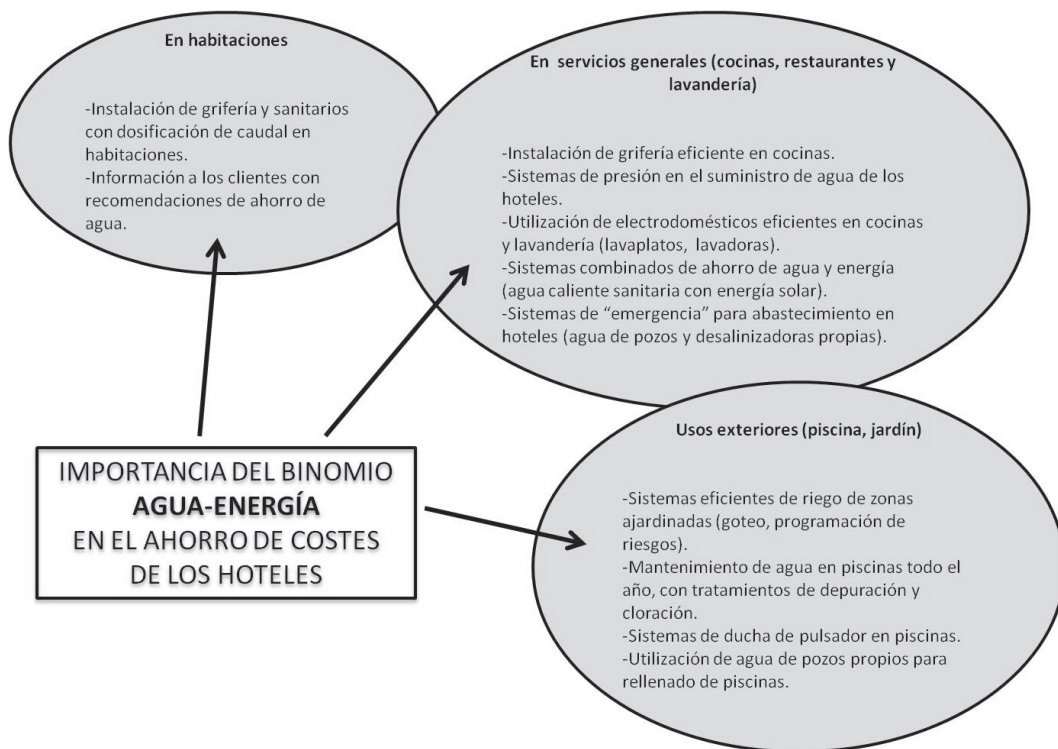 En habitaciones
-Instalación de grifería y sanitarios
con dosificación de caudal en
habitaciones.
-Información a los clientes con
recomendaciones de ahorro de
agua.
En servicios generales (cocinas, restaurantes y
lavandería)
-Instalación de grifería eficiente en cocinas.
-Sistemas de presión en el suministro de agua de los
hoteles.
-Utilización de electrodomésticos eficientes en cocinas
y lavandería (lavaplatos, lavadoras).
-Sistemas combinados de ahorro de agua y energía
(agua caliente sanitaria con energía solar).
-Sistemas de “emergencia” para abastecimiento en
hoteles (agua de pozos y desalinizadoras propias).
IMPORTANCIA DEL BINOMIO
AGUA-ENERGÍA
EN EL AHORRO DE COSTES
DE LOS HOTELES
Usos exteriores (piscina, jardín)
-Sistemas eficientes de riego de zonas
ajardinadas (goteo, programación de
riesgos).
-Mantenimiento de agua en piscinas todo el
año, con tratamientos de depuración y
cloración.
-Sistemas de ducha de pulsador en piscinas.
-Utilización de agua de pozos propios para
rellenado de piscinas.